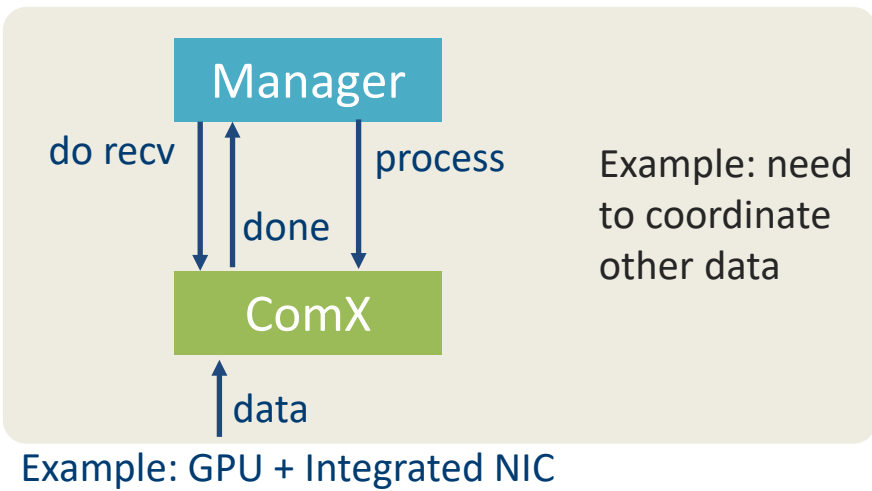 Manager
do recv
process
done
Example: need
to coordinate
other data
ComX
data
Example: GPU + Integrated NIC